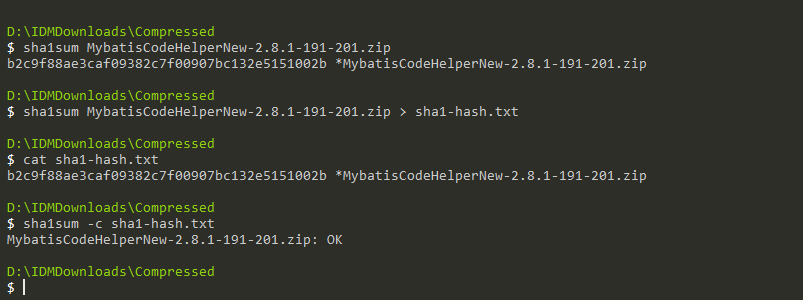 D:\IDMDownloads\Compressed
$ sha1sum MybatisCodeHelperNew-2.8.1-191-201.zip
b2c9f88ae3caf09382c7f00907bc132e5151002b *MybatisCodeHelperNew-2.8.1-191-201.zip
D:\IDMDownloads\Compressed
$ sha1sum MybatisCodeHelperNew-2.8.1-191-201.zip > sha1-hash.txt
D:\IDMDownloads\Compressed
$ cat sha1-hash.txt
b2c9f88ae3caf09382c7f00907bc132e5151002b *MybatisCodeHelperNew-2.8.1-191-201.zip
D:\IDMDownloads\Compressed
$ sha1sum -c sha1-hash.txt
MybatisCodeHelperNew-2.8.1-191-201.zip: OK
D:\IDMDownloads\Compressed
$